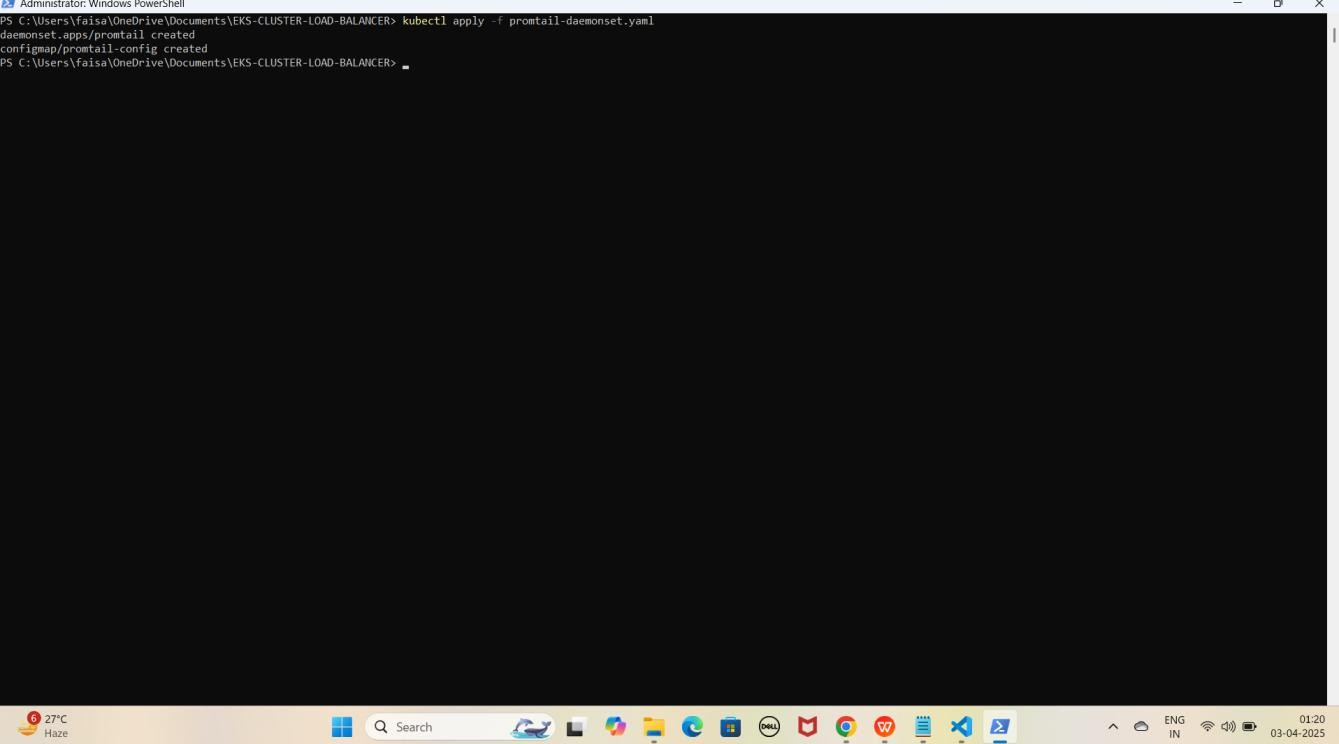 Administrator: Windows PowerShell
PS C:\Users\faisa\OneDrive\Documents\EKS-CLUSTER-LOAD-BALANCER> kubectl apply -f promtail-daemonset.yaml
daemonset.apps/promtail created
configmap/promtail-config created
PS C:\Users\faisa\OneDrive\Documents\EKS-CLUSTER-LOAD-BALANCER>
6
27°C
Haze
Search
DELL
ENG
IN
01:20
03-04-2025